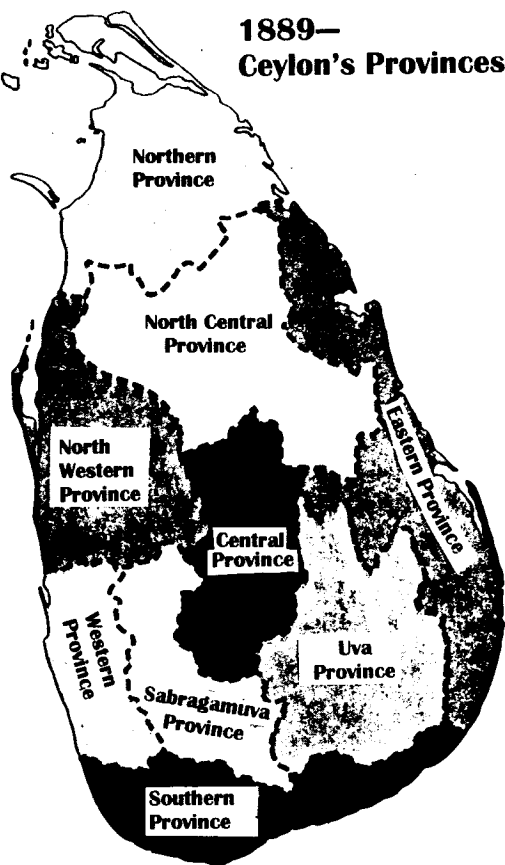 1889—
Ceylon's Provinces
Northern
Province
North Central
Province
North
Western
Province
Eastern Province
Central
Province
Western
Province
Uva
Province
Sabragamuva
Province
Southern
Province